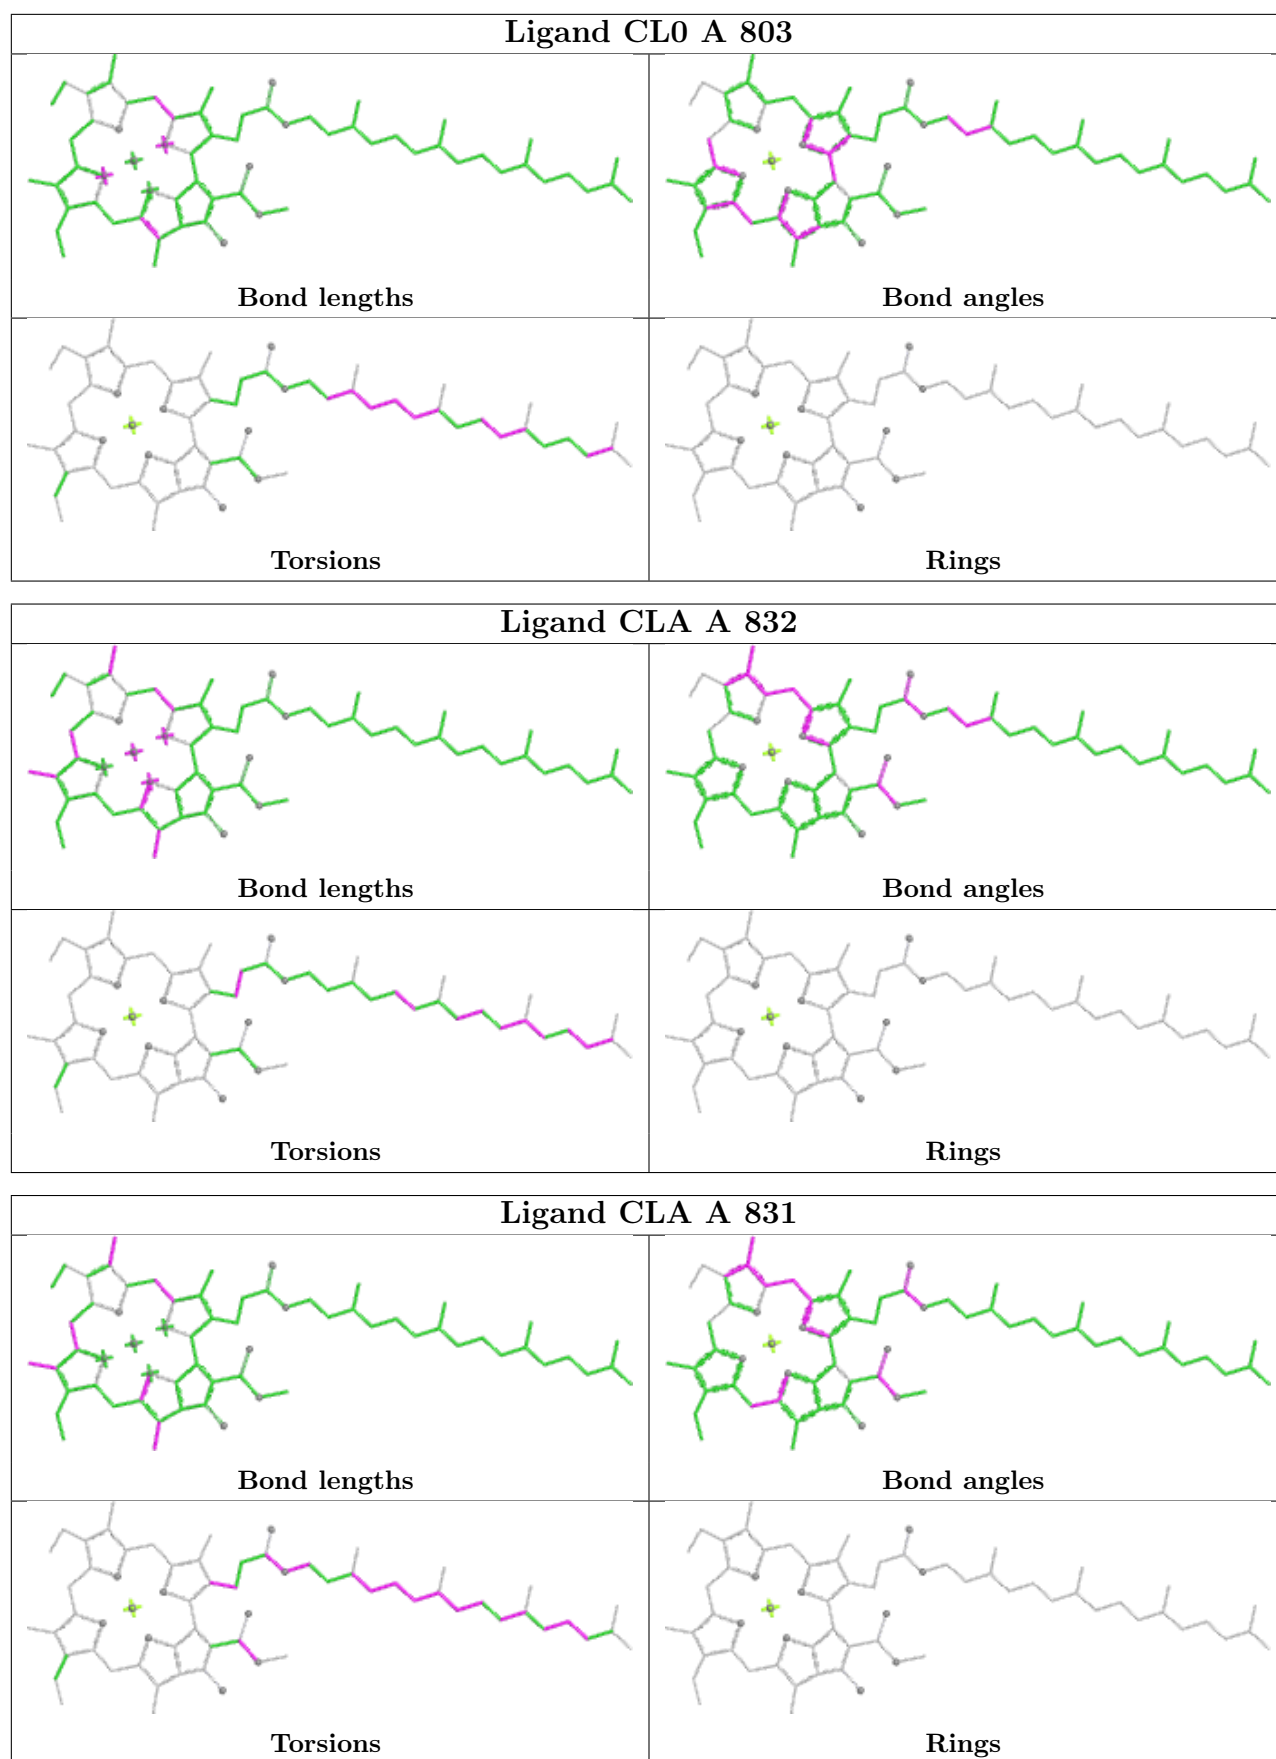 Ligand CL0 A 803
Bond lengths
Bond angles
Torsions
Rings
Ligand CLA A 832
Bond lengths
Bond angles
Torsions
Rings
Ligand CLA A 831
Bond lengths
Bond angles
Torsions
Rings